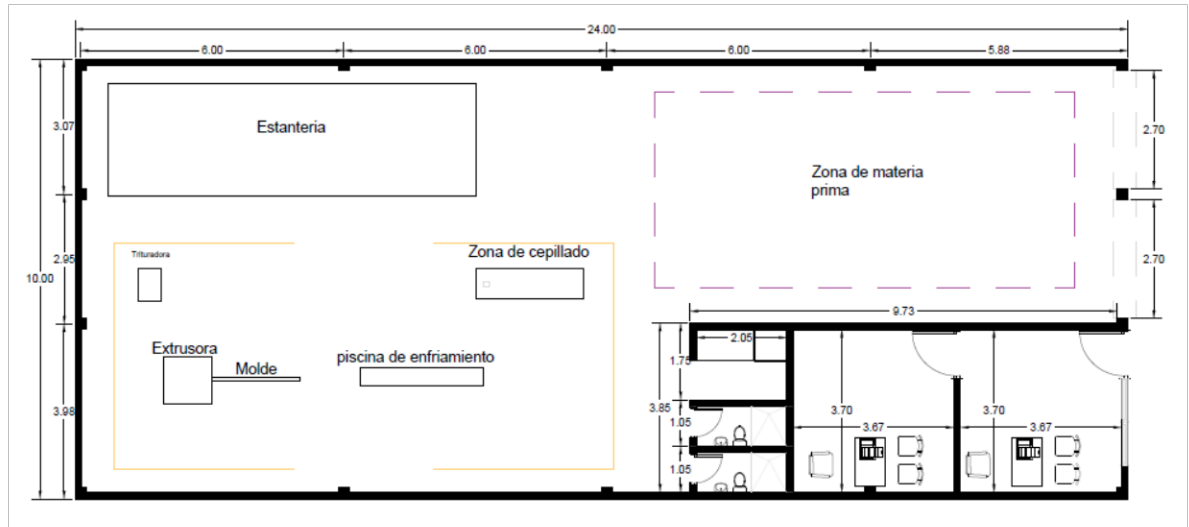 24.00
6.00
6.00
6.00
5.88
3.07
Estanteria
2.70
Zona de materia
prima
2.95
10.00
Trituradora
Zona de cepillado
2.70
9.73
Extrusora
Molde
piscina de enfriamiento
2.05
1.75
3.98
3.85
1.05
3.70
3.67
3.70
3.67
1.05